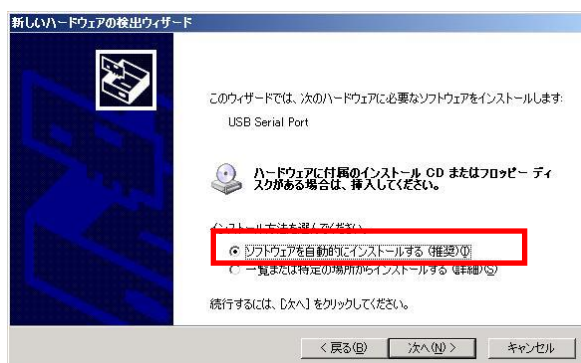 新しいハードウェアの検出ウィザード
このウィザードでは、次のハードウェアに必要なソフトウェアをインストールします:
USB Serial Port
ハードウェアに付属のインストール CD またはフロッピー ディ
スクがある場合は、挿入してください。
インストール方法を選んでください。
ソフトウェアを自動的にインストールする (推奨)(I)
一覧または特定の場所からインストールする (詳細)(S)
続行するには、[次へ] をクリックしてください。
< 戻る(B)
次へ(N) >
キャンセル